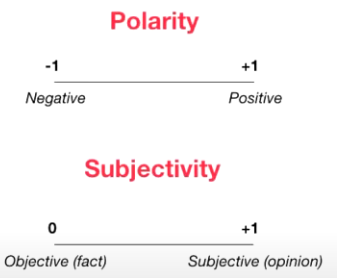 Polarity
-1 +1
Negative Positive
Subjectivity
0 +1
Objective (fact) Subjective (opinion)